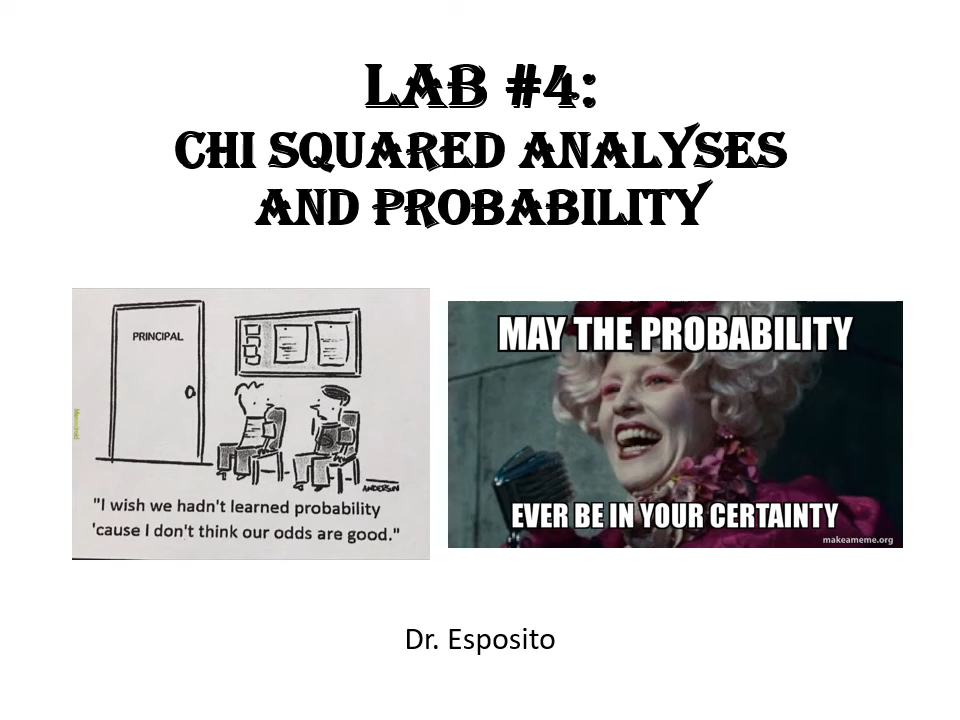 LAB #4:
CHI SQUARED ANALYSES
AND PROBABILITY
PRINCIPAL
ANDERSON
"I wish we hadn't learned probability
'cause I don't think our odds are good."
MAY THE PROBABILITY
EVER BE IN YOUR CERTAINTY
makeameme.org
Dr. Esposito